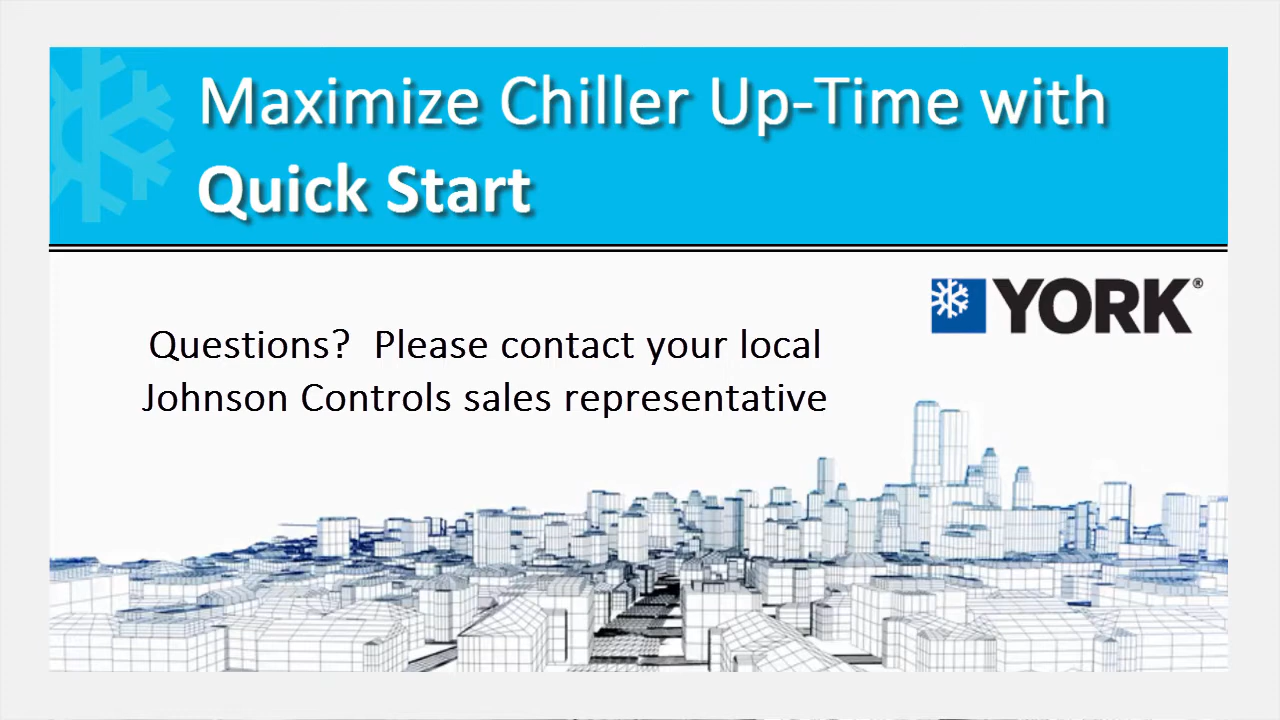 Maximize Chiller Up-Time with
Quick Start
YORK®
Questions?  Please contact your local
Johnson Controls sales representative